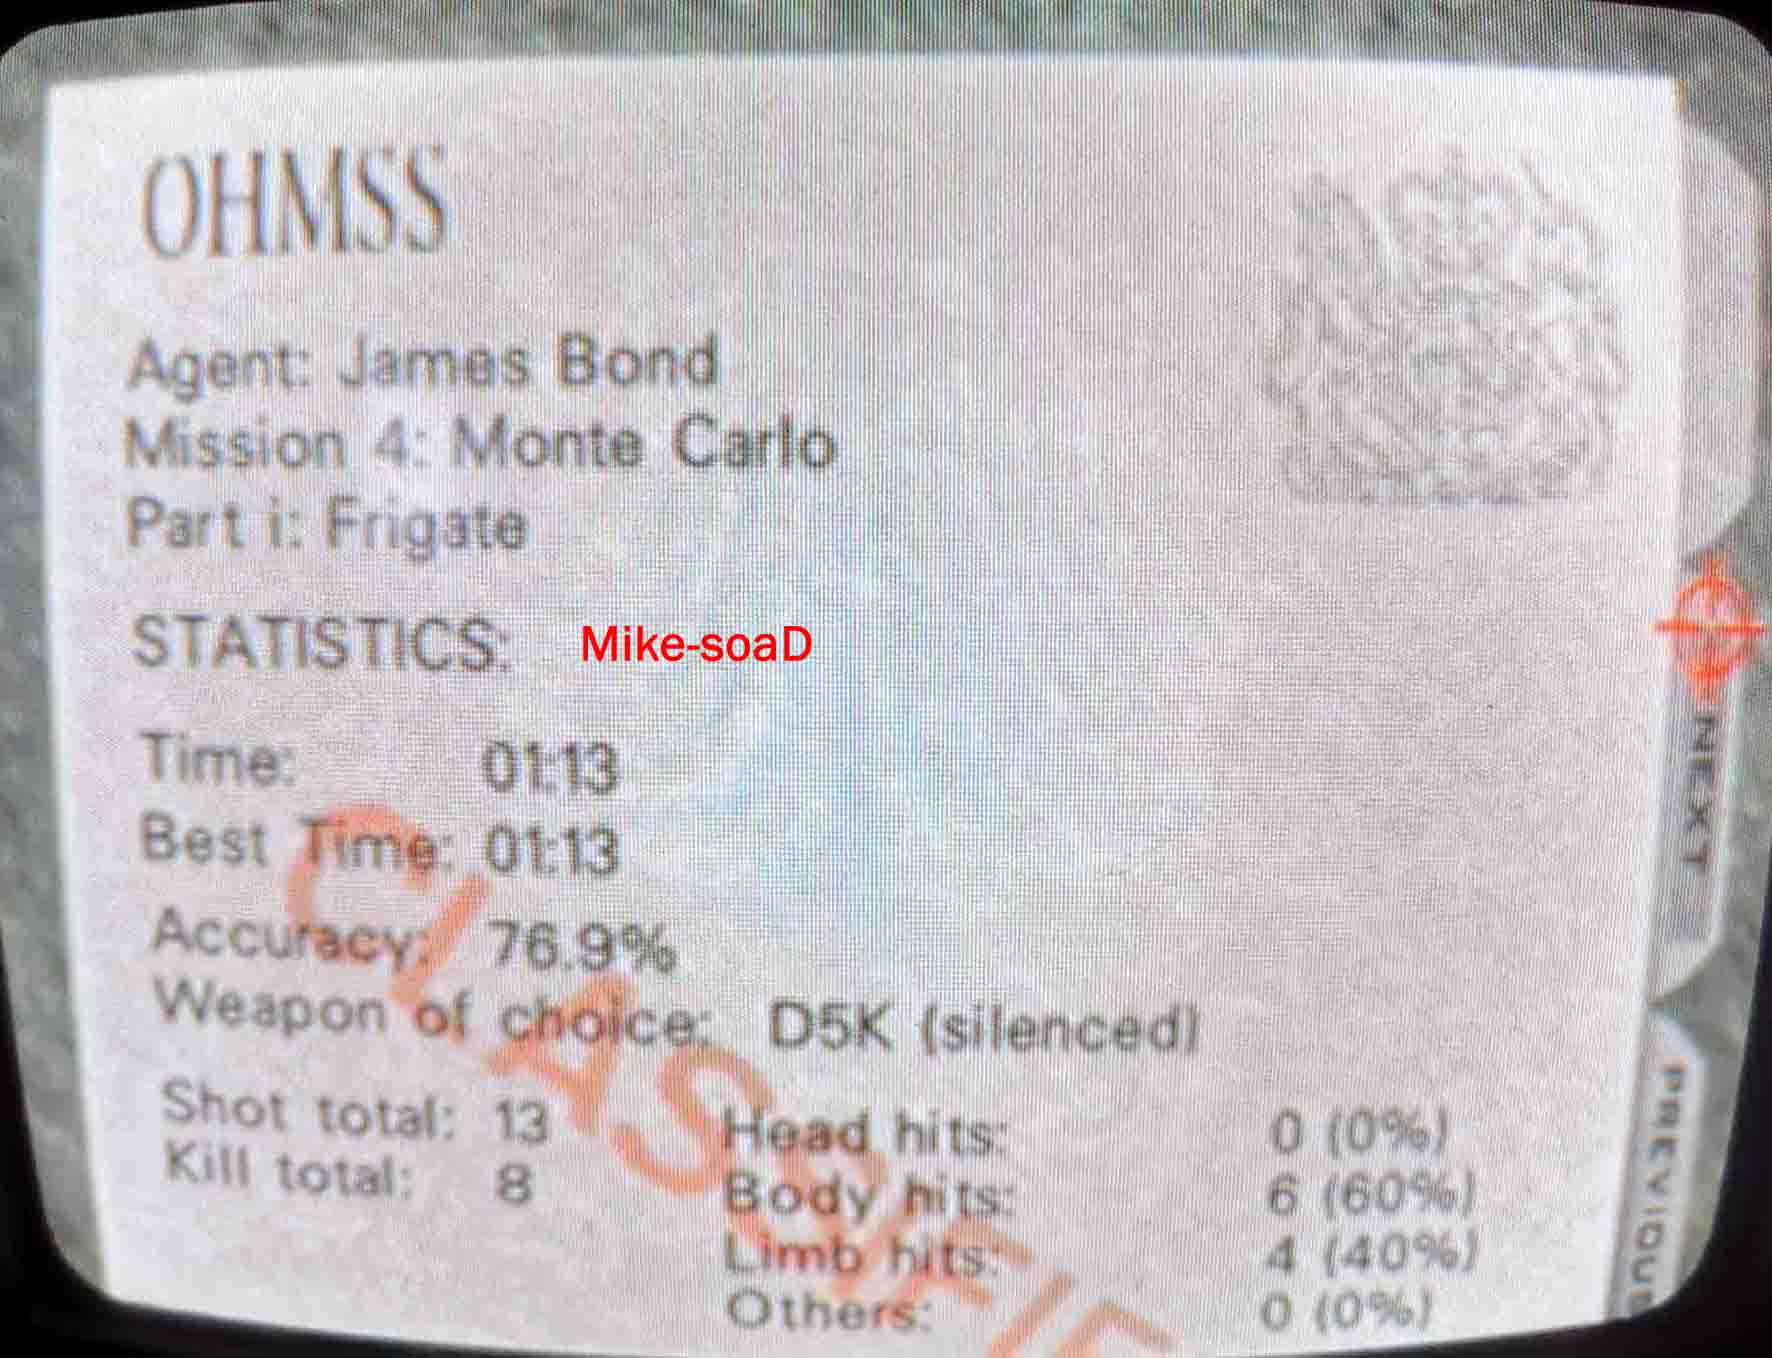 OHMSS
Agent: James Bond
Mission 4: Monte Carlo
Part i: Frigate
STATISTICS: Mike-soaD
Time: 01:13
Best Time: 01:13
Accuracy: 76.9%
Weapon of choice: D5K (silenced)
Shot total: 13 Head hits: 0 (0%)
Kill total: 8 Body hits: 6 (60%)
Limb hits: 4 (40%)
Others: 0 (0%)
NEXT
PREVIOUS
CLASSIFIE